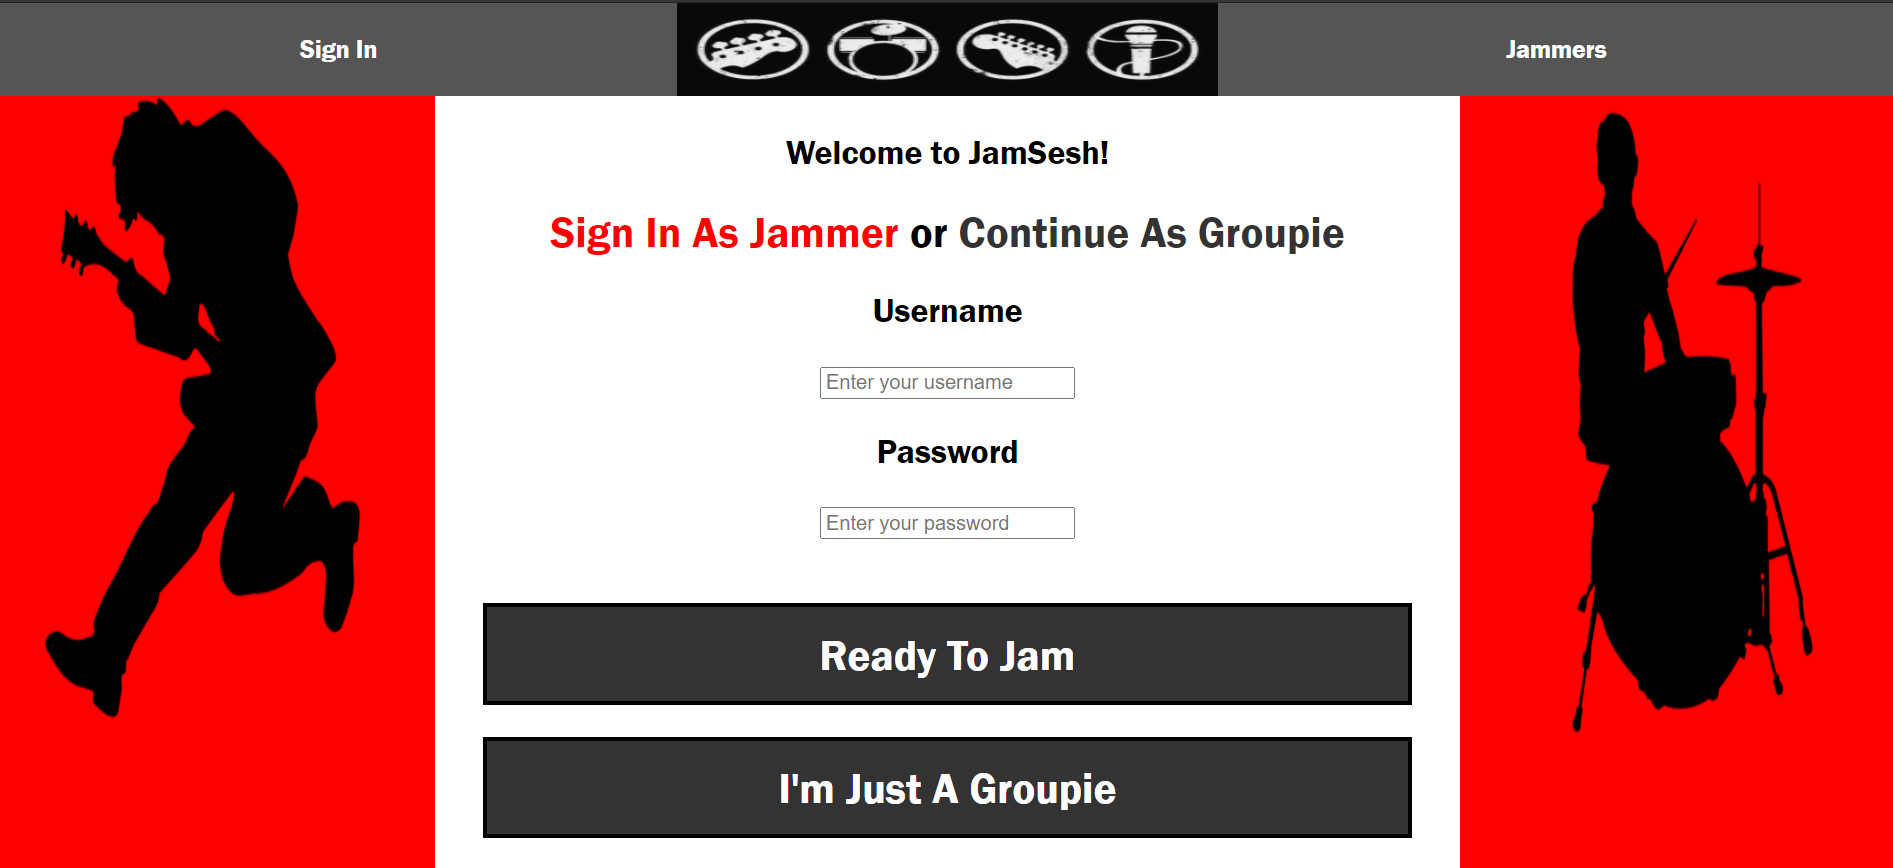 Sign In
Jammers
Welcome to JamSesh!
Sign In As Jammer or Continue As Groupie
Username
Enter your username
Password
Enter your password
Ready To Jam
I'm Just A Groupie